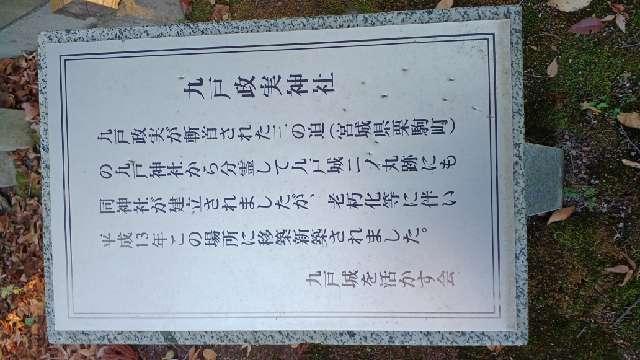 九戸政実神社
九戸政実が斬首された三の迫(宮城県栗駒町)
の九戸神社から分霊して九戸城二ノ丸跡にも
同神社が建立されましたが、老朽化等に伴い
平成13年この場所に移築新築されました。
九戸城を活かす会